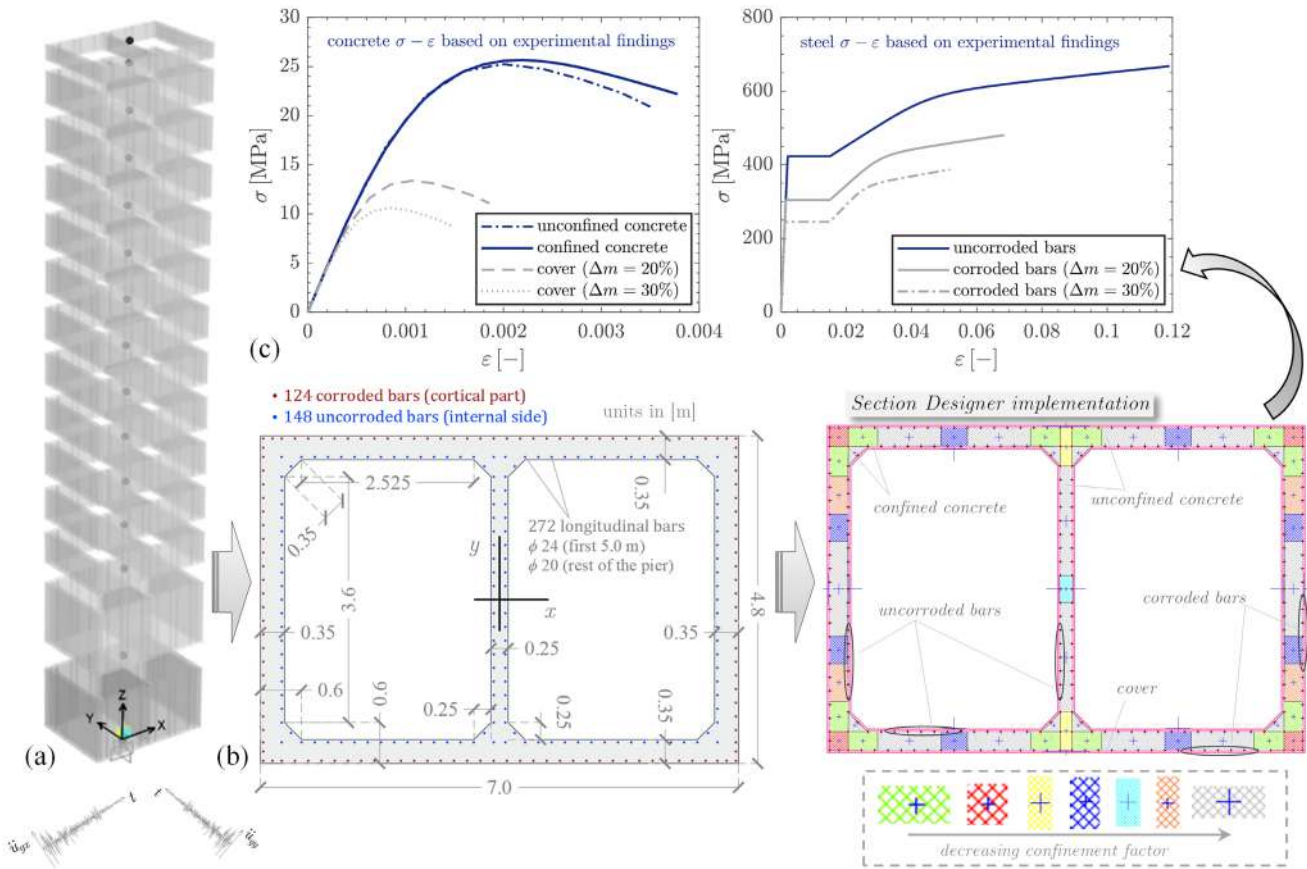 concrete σ − ε based on experimental findings
σ [MPa]
30
25
20
15
10
5
0
0
0.001
0.002
0.003
0.004
ε [−]
unconfined concrete
confined concrete
cover (Δm = 20%)
cover (Δm = 30%)
(c)
steel σ − ε based on experimental findings
σ [MPa]
800
600
400
200
0
0
0.02
0.04
0.06
0.08
0.1
0.12
ε [−]
uncorroded bars
corroded bars (Δm = 20%)
corroded bars (Δm = 30%)
Z
Y
X
(a)
t
t
ü_gx
ü_gy
• 124 corroded bars (cortical part)
• 148 uncorroded bars (internal side)
units in [m]
2.525
0.35
0.35
272 longitudinal bars
ϕ 24 (first 5.0 m)
ϕ 20 (rest of the pier)
y
x
3.6
4.8
0.35
0.25
0.35
0.6
0.6
0.25
0.25
0.35
7.0
(b)
Section Designer implementation
confined concrete
unconfined concrete
uncorroded bars
corroded bars
cover
decreasing confinement factor